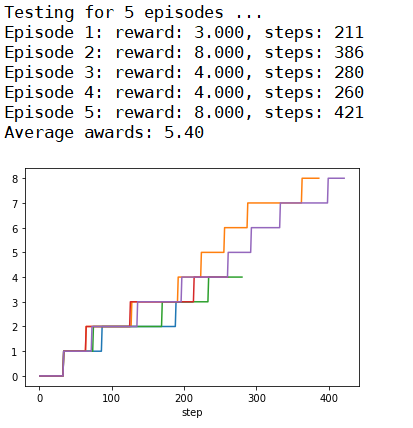 Testing for 5 episodes ...
Episode 1: reward: 3.000, steps: 211
Episode 2: reward: 8.000, steps: 386
Episode 3: reward: 4.000, steps: 280
Episode 4: reward: 4.000, steps: 260
Episode 5: reward: 8.000, steps: 421
Average awards: 5.40
8
7
6
5
4
3
2
1
0
0 100 200 300 400
step